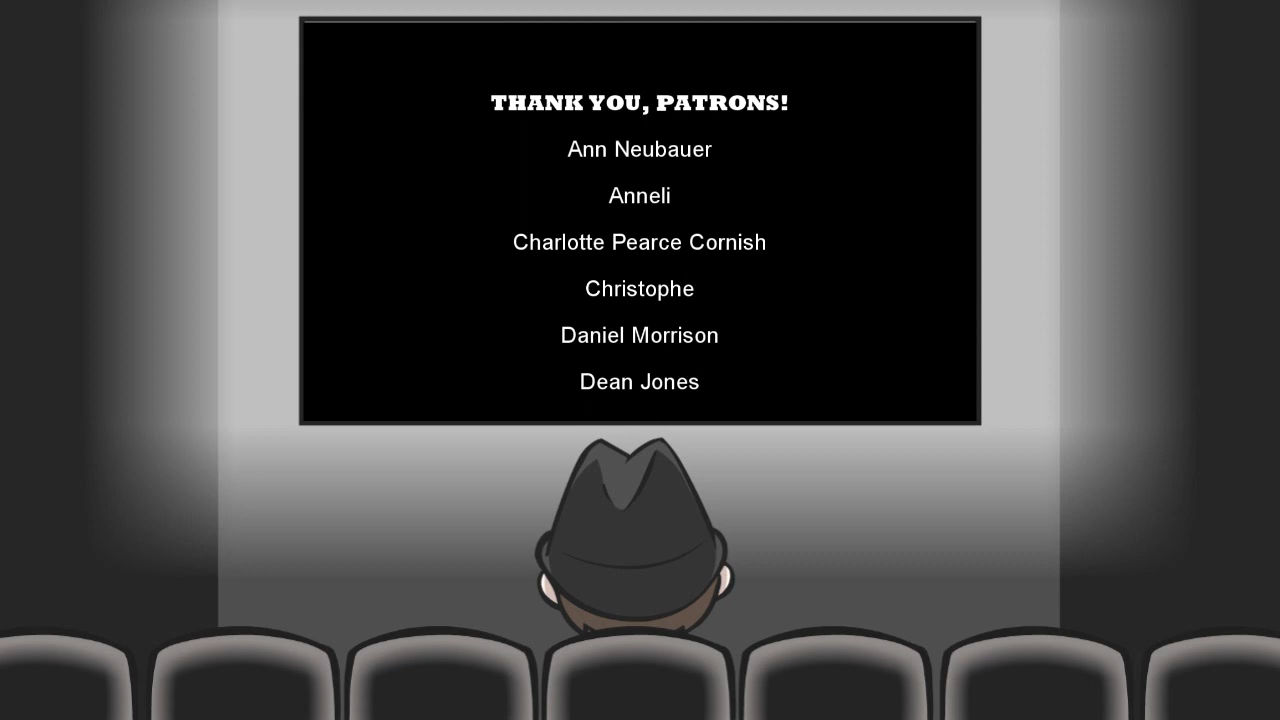 THANK YOU, PATRONS!
Ann Neubauer
Anneli
Charlotte Pearce Cornish
Christophe
Daniel Morrison
Dean Jones